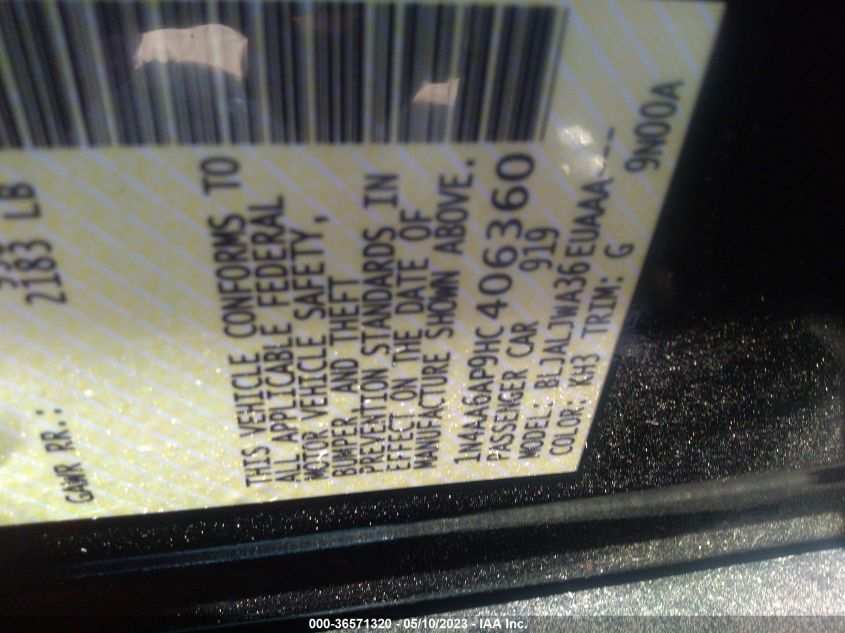 2183 LB
GAWR RR.:
THIS VEHICLE CONFORMS TO
ALL APPLICABLE FEDERAL
MOTOR VEHICLE SAFETY,
BUMPER, AND THEFT
PREVENTION STANDARDS IN
EFFECT ON THE DATE OF
MANUFACTURE SHOWN ABOVE.
1N4AA6AP9HC406360
PASSENGER CAR 919
MODEL: BLJALJWA36EUAAA---
COLOR: KH3 TRIM: G 9N00A
000-36571320 - 05/10/2023 - IAA Inc.